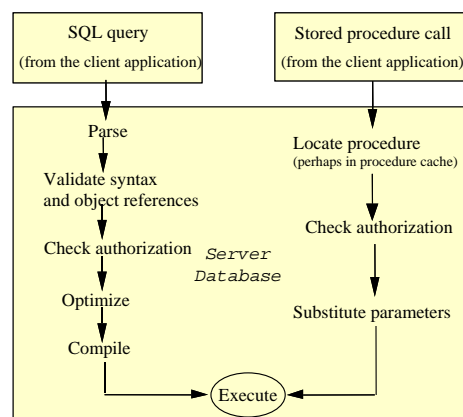 SQL query
(from the client application)
Stored procedure call
(from the client application)
Parse
Validate syntax
and object references
Check authorization
Optimize
Compile
Locate procedure
(perhaps in procedure cache)
Check authorization
Substitute parameters
Server
Database
Execute